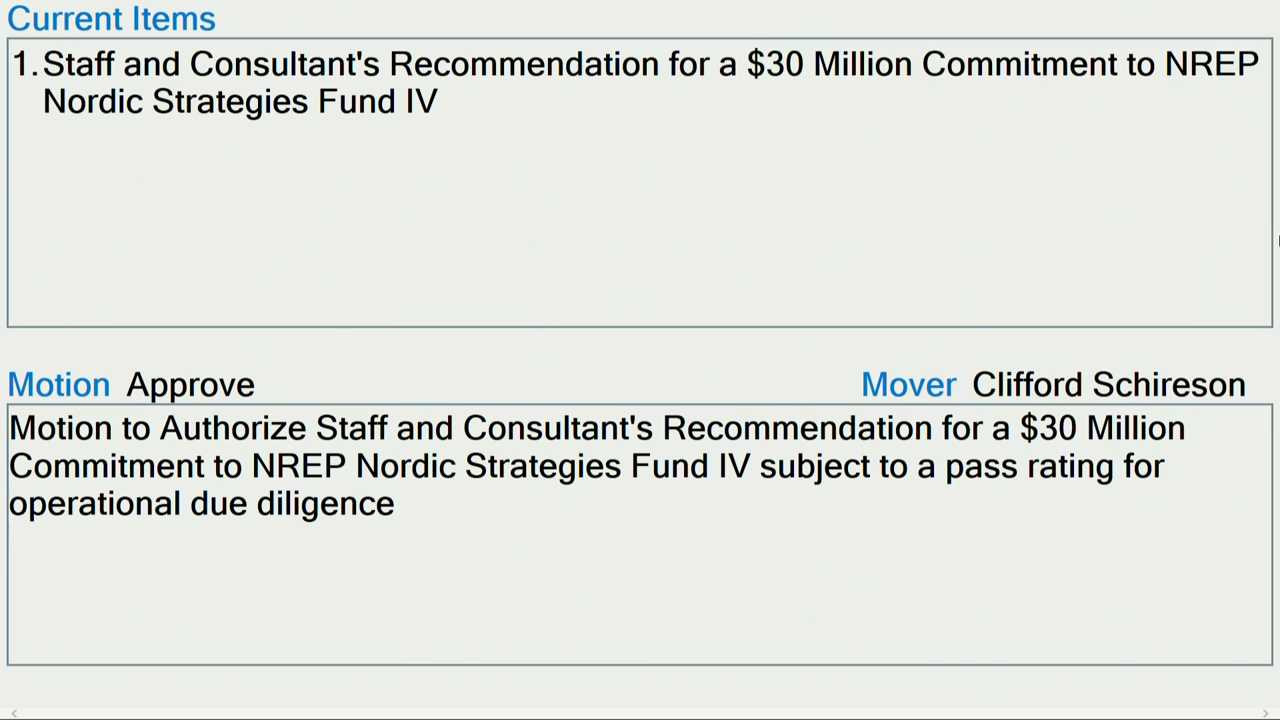 Current Items
1. Staff and Consultant's Recommendation for a $30 Million Commitment to NREP
Nordic Strategies Fund IV
Motion Approve Mover Clifford Schireson
Motion to Authorize Staff and Consultant's Recommendation for a $30 Million
Commitment to NREP Nordic Strategies Fund IV subject to a pass rating for
operational due diligence